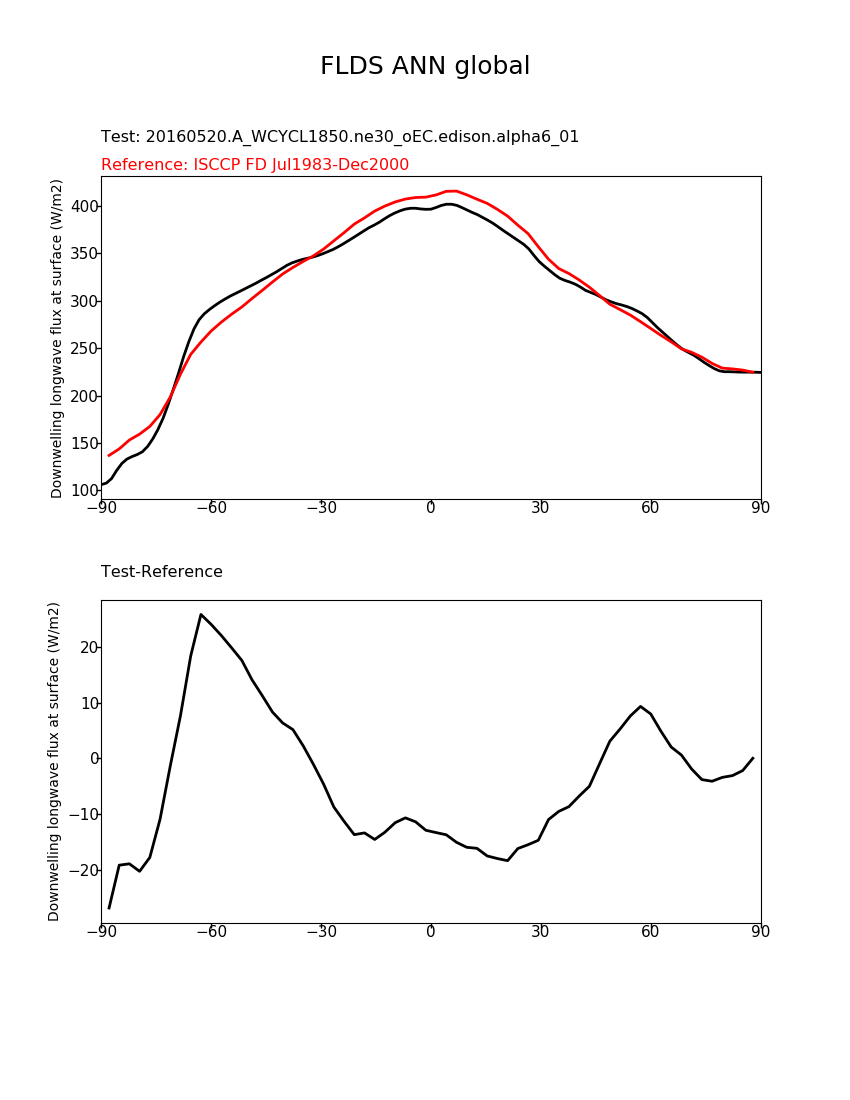 FLDS ANN global
Test: 20160520.A_WCYCL1850.ne30_oEC.edison.alpha6_01
Reference: ISCCP FD Jul1983-Dec2000
Downwelling longwave flux at surface (W/m2)
400
350
300
250
200
150
100
−90 −60 −30 0 30 60 90
Test-Reference
Downwelling longwave flux at surface (W/m2)
20
10
0
−10
−20
−90 −60 −30 0 30 60 90